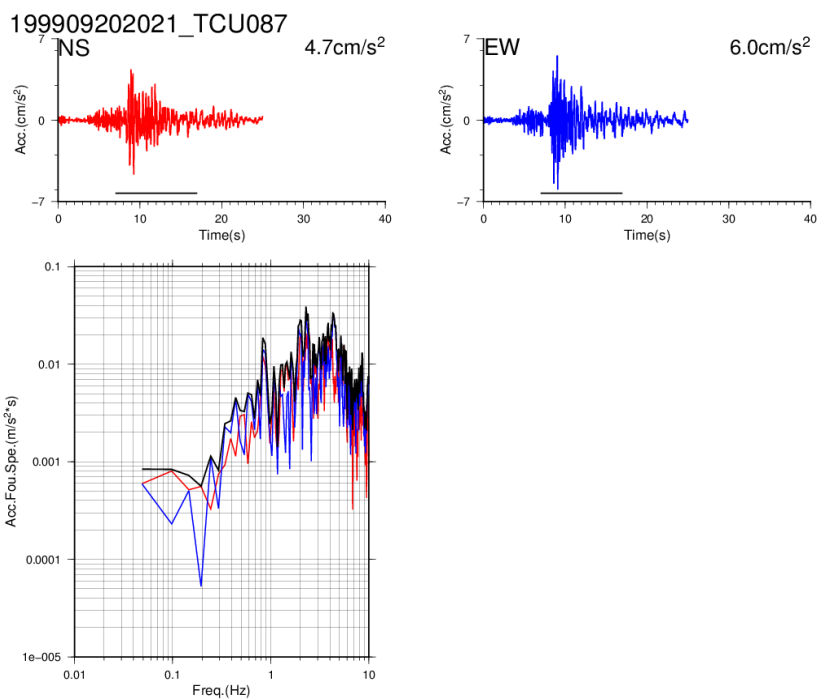 199909202021_TCU087
7
NS
4.7cm/s2
Acc.(cm/s2)
0
−7
0
10
20
30
40
Time(s)
7
EW
6.0cm/s2
Acc.(cm/s2)
0
−7
0
10
20
30
40
Time(s)
0.1
0.01
0.001
0.0001
1e−005
Acc.Fou.Spe.(m/s2*s)
0.01
0.1
1
10
Freq.(Hz)